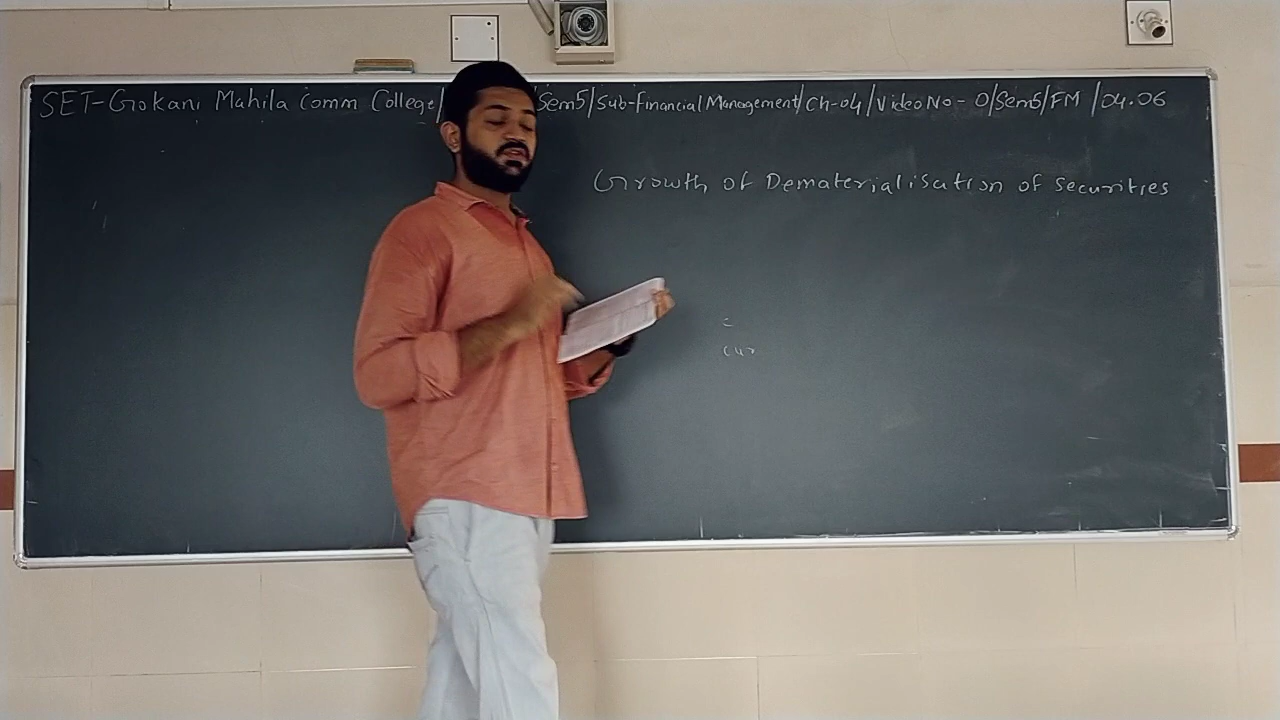 SET-Gokani Mahila Comm College/ /Sem5/Sub-Financial Management/Ch-04/Video No- 0/Sem5/FM /04.06
Growth of Dematerialisation of securities